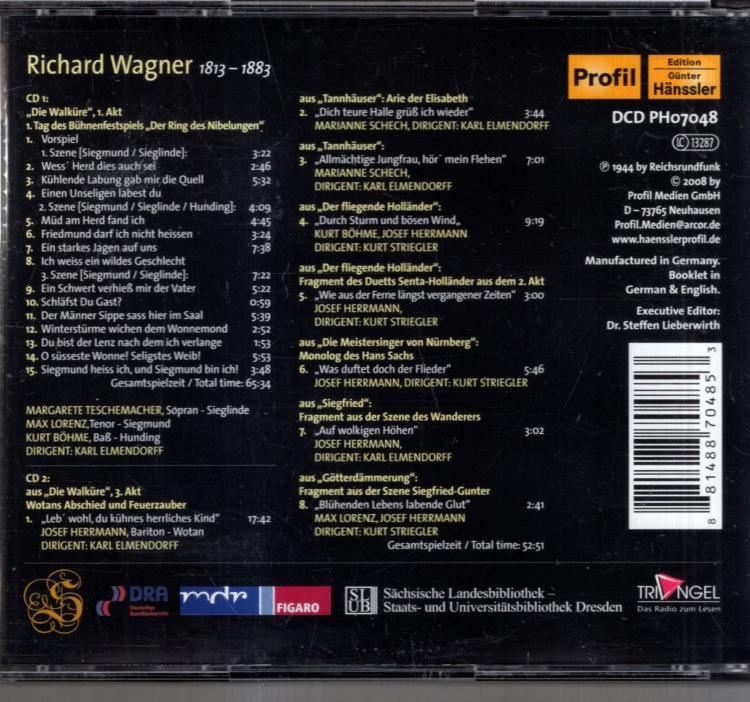 Richard Wagner 1813 – 1883
CD 1:
„Die Walküre“, 1. Akt
1. Tag des Bühnenfestspiels „Der Ring des Nibelungen“
1. Vorspiel
1. Szene [Siegmund / Sieglinde]: 3:22
2. Wess´ Herd dies auch sei 2:46
3. Kühlende Labung gab mir die Quell 5:32
4. Einen Unseligen labest du
2. Szene [Siegmund / Sieglinde / Hunding]: 4:09
5. Müd am Herd fand ich 4:45
6. Friedmund darf ich nicht heissen 3:24
7. Ein starkes Jagen auf uns 7:38
8. Ich weiss ein wildes Geschlecht
3. Szene [Siegmund / Sieglinde]: 7:22
9. Ein Schwert verhieß mir der Vater 5:22
10. Schläfst Du Gast? 0:59
11. Der Männer Sippe sass hier im Saal 5:39
12. Winterstürme wichen dem Wonnemond 2:52
13. Du bist der Lenz nach dem ich verlange 1:53
14. O süsseste Wonne! Seligstes Weib! 5:53
15. Siegmund heiss ich, und Siegmund bin ich! 3:48
Gesamtspielzeit / Total time: 65:34
MARGARETE TESCHEMACHER, Sopran - Sieglinde
MAX LORENZ,Tenor - Siegmund
KURT BÖHME, Baß - Hunding
DIRIGENT: KARL ELMENDORFF
CD 2:
aus „Die Walküre“, 3. Akt
Wotans Abschied und Feuerzauber
1. „Leb´ wohl, du kühnes herrliches Kind“ 17:42
JOSEF HERRMANN, Bariton - Wotan
DIRIGENT: KARL ELMENDORFF
aus „Tannhäuser“: Arie der Elisabeth
2. „Dich teure Halle grüß ich wieder“ 3:44
MARIANNE SCHECH, DIRIGENT: KARL ELMENDORFF
aus „Tannhäuser“:
3. „Allmächtige Jungfrau, hör´ mein Flehen“ 7:01
MARIANNE SCHECH,
DIRIGENT: KARL ELMENDORFF
aus „Der fliegende Holländer“:
4. „Durch Sturm und bösen Wind„ 9:19
KURT BÖHME, JOSEF HERRMANN
DIRIGENT: KURT STRIEGLER
aus „Der fliegende Holländer“:
Fragment des Duetts Senta-Holländer aus dem 2. Akt
5. „Wie aus der Ferne längst vergangener Zeiten“ 3:00
JOSEF HERRMANN,
DIRIGENT: KURT STRIEGLER
aus „Die Meistersinger von Nürnberg“:
Monolog des Hans Sachs
6. „Was duftet doch der Flieder“ 5:46
JOSEF HERRMANN, DIRIGENT: KURT STRIEGLER
aus „Siegfried“:
Fragment aus der Szene des Wanderers
7. „Auf wolkigen Höhen“ 3:02
JOSEF HERRMANN,
DIRIGENT: KARL ELMENDORFF
aus „Götterdämmerung“:
Fragment aus der Szene Siegfried-Gunter
8. „Blühenden Lebens labende Glut“ 2:41
MAX LORENZ, JOSEF HERRMANN
DIRIGENT: KURT STRIEGLER
Gesamtspielzeit / Total time: 52:51
Profil
Edition
Günter
Hänssler
DCD PH07048
LC 13287
℗ 1944 by Reichsrundfunk
© 2008 by
Profil Medien GmbH
D – 73765 Neuhausen
Profil.Medien@arcor.de
www.haensslerprofil.de
Manufactured in Germany.
Booklet in
German & English.
Executive Editor:
Dr. Steffen Lieberwirth
8 81488 70485 3
DRA
Deutsches
Rundfunkarchiv
mdr
FIGARO
SL
UB
Sächsische Landesbibliothek –
Staats- und Universitätsbibliothek Dresden
TRIANGEL
Das Radio zum Lesen